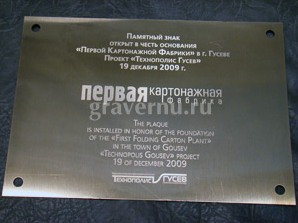 Памятный знак
открыт в честь основания
«Первой Картонажной Фабрики» в г. Гусеве
Проект «Технополис Гусев»
19 декабря 2009 г.
первая картонажная
фабрика
gravernu.ru
The plaque
is installed in honor of the foundation
of the «First Folding Carton Plant»
in the town of Gousev
«Technopolis Gousev» project
19 of december 2009
Технополис Гусев